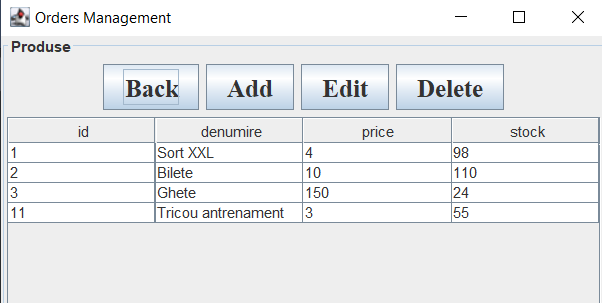 Orders Management
Produse
Back Add Edit Delete
id denumire price stock
1 Sort XXL 4 98
2 Bilete 10 110
3 Ghete 150 24
11 Tricou antrenament 3 55